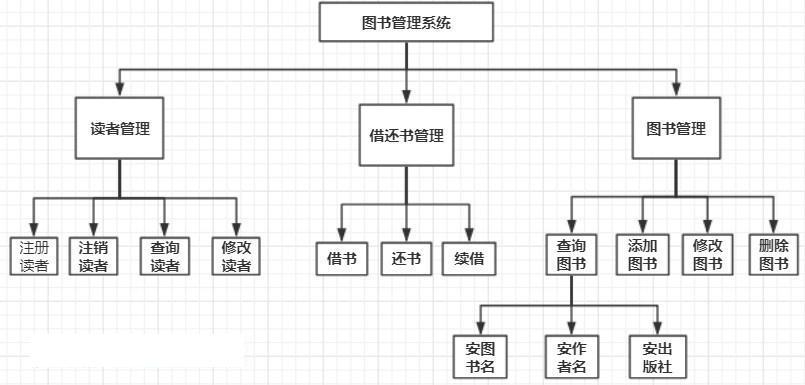 图书管理系统
读者管理
借还书管理
图书管理
注册
读者
注销
读者
查询
读者
修改
读者
借书
还书
续借
查询
图书
添加
图书
修改
图书
删除
图书
安图
书名
安作
者名
安出
版社